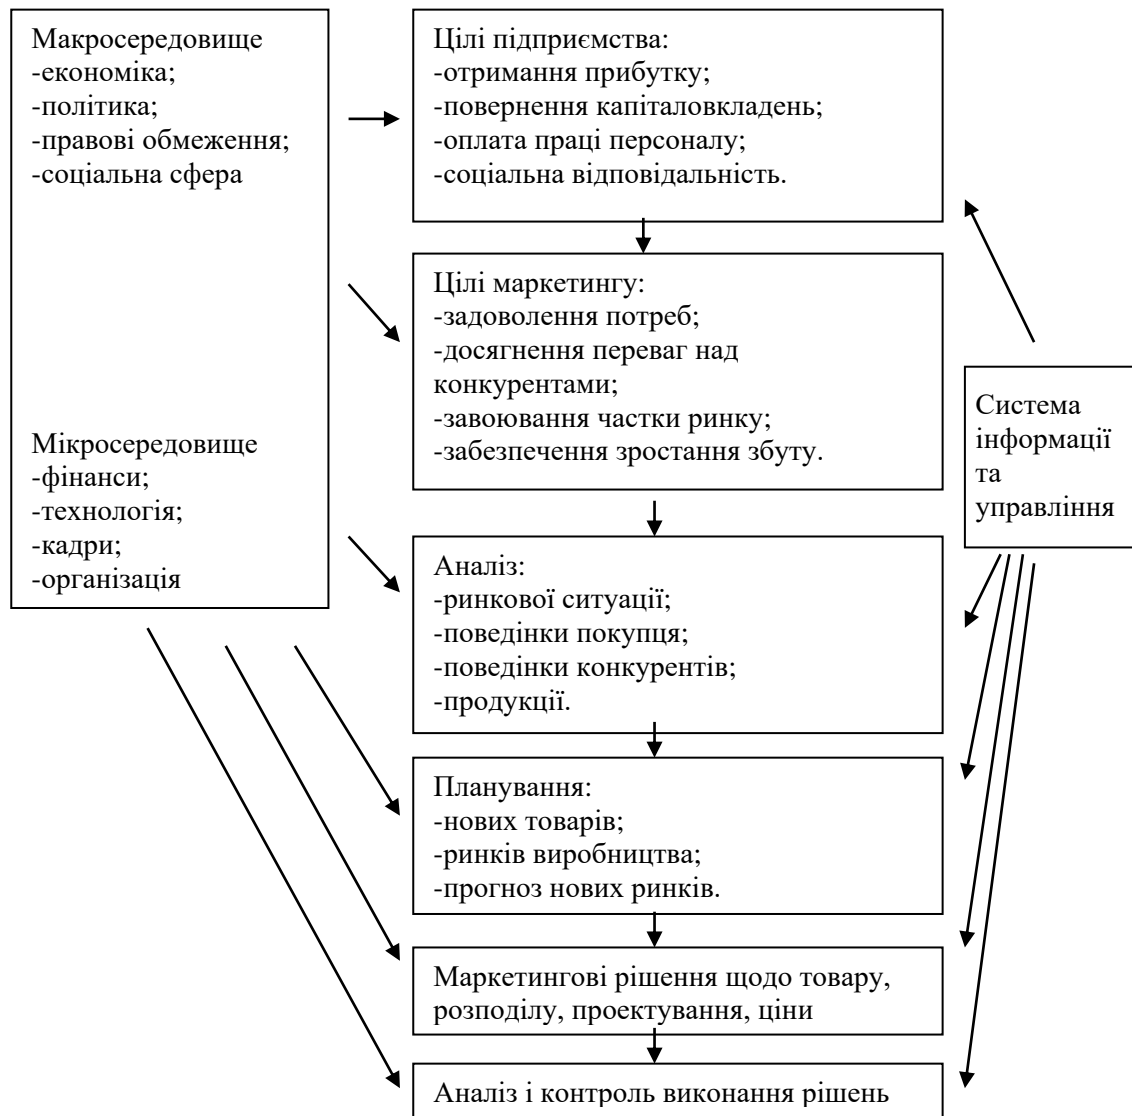 Макросередовище
-економіка;
-політика;
-правові обмеження;
-соціальна сфера
Мікросередовище
-фінанси;
-технологія;
-кадри;
-організація
Цілі підприємства:
-отримання прибутку;
-повернення капіталовкладень;
-оплата праці персоналу;
-соціальна відповідальність.
Цілі маркетингу:
-задоволення потреб;
-досягнення переваг над
конкурентами;
-завоювання частки ринку;
-забезпечення зростання збуту.
Аналіз:
-ринкової ситуації;
-поведінки покупця;
-поведінки конкурентів;
-продукції.
Планування:
-нових товарів;
-ринків виробництва;
-прогноз нових ринків.
Маркетингові рішення щодо товару,
розподілу, проектування, ціни
Аналіз і контроль виконання рішень
Система
інформації
та
управління